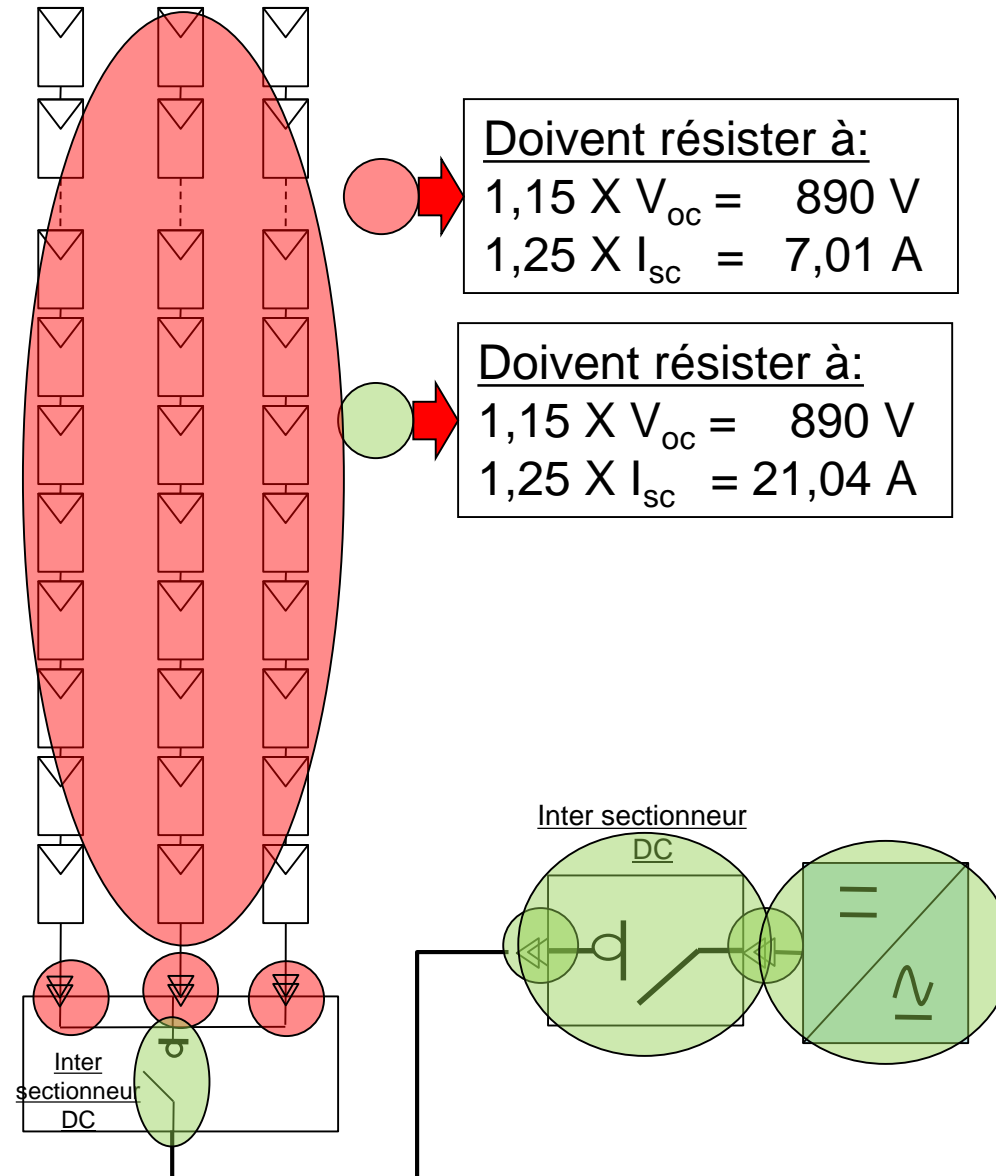 Doivent résister à:
1,15 X Voc = 890 V
1,25 X Isc = 7,01 A
Doivent résister à:
1,15 X Voc = 890 V
1,25 X Isc = 21,04 A
Inter sectionneur
DC
Inter
sectionneur
DC